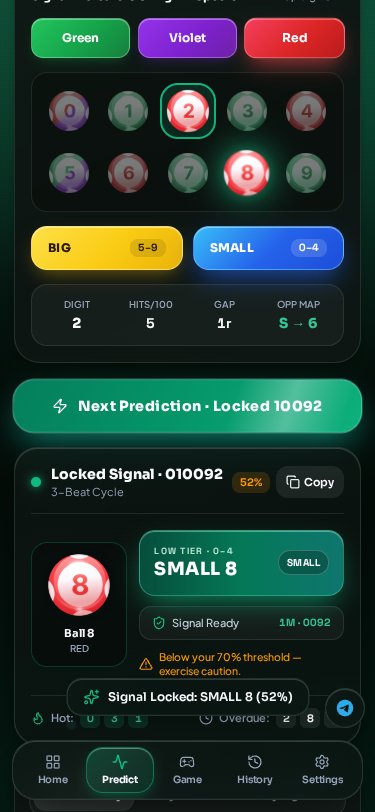 Green
Violet
Red
0
1
2
3
4
5
6
7
8
9
BIG
5–9
SMALL
0–4
DIGIT
HITS/100
GAP
OPP MAP
2
5
1r
S → 6
Next Prediction · Locked 10092
Locked Signal · 010092
3–Beat Cycle
52%
Copy
8
Ball 8
RED
LOW TIER · 0–4
SMALL 8
SMALL
Signal Ready
1M · 0092
Below your 70% threshold —
exercise caution.
Signal Locked: SMALL 8 (52%)
Hot: 0 3 1
Overdue: 2 8
Home
Predict
Game
History
Settings